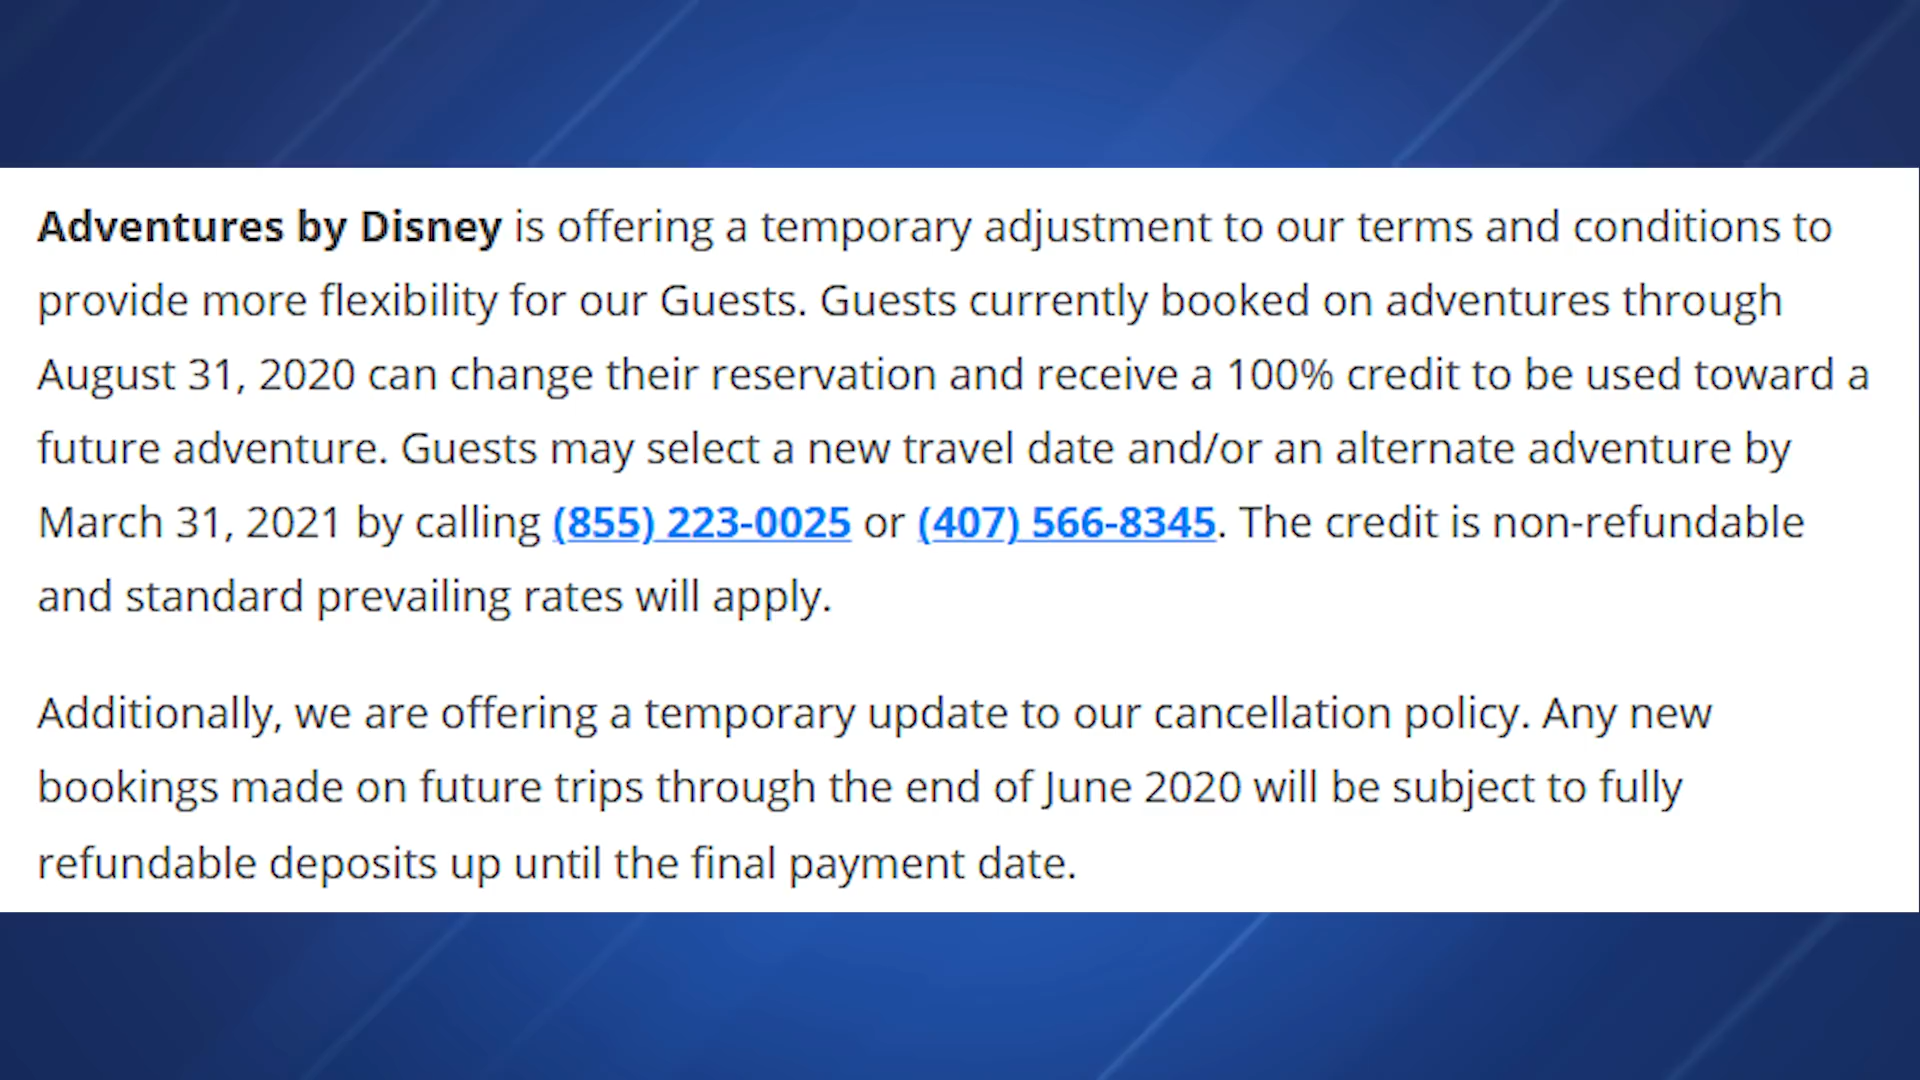 Adventures by Disney is offering a temporary adjustment to our terms and conditions to
provide more flexibility for our Guests. Guests currently booked on adventures through
August 31, 2020 can change their reservation and receive a 100% credit to be used toward a
future adventure. Guests may select a new travel date and/or an alternate adventure by
March 31, 2021 by calling (855) 223-0025 or (407) 566-8345. The credit is non-refundable
and standard prevailing rates will apply.
Additionally, we are offering a temporary update to our cancellation policy. Any new
bookings made on future trips through the end of June 2020 will be subject to fully
refundable deposits up until the final payment date.